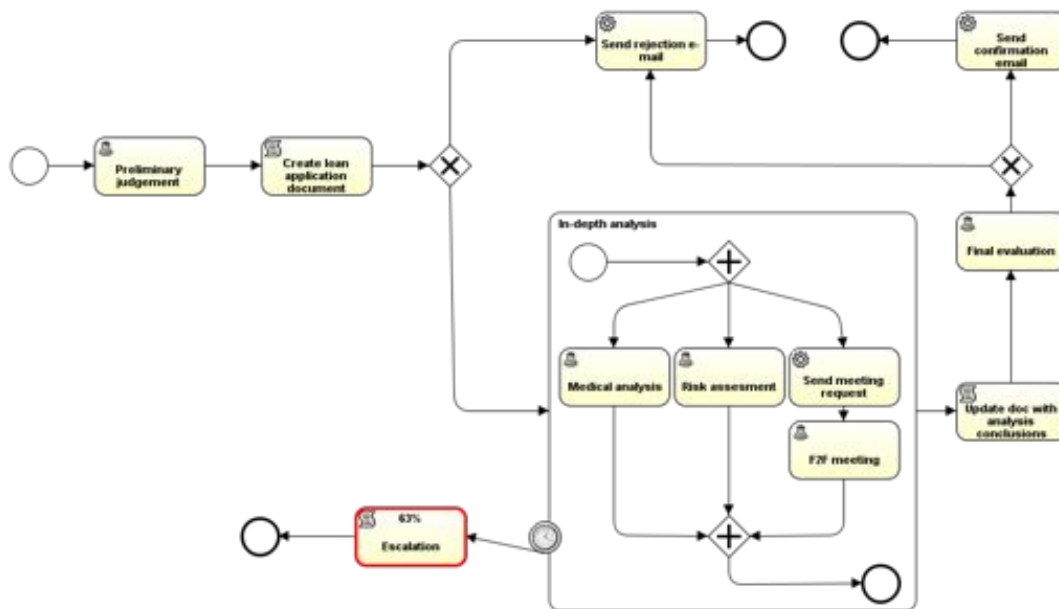 Send rejection e-
mail
Send
confirmation
email
Preliminary
judgement
Create loan
application
document
In-depth analysis
Final evaluation
Medical analysis
Risk assesment
Send meeting
request
Update doc with
analysis
conclusions
F2F meeting
63%
Escalation